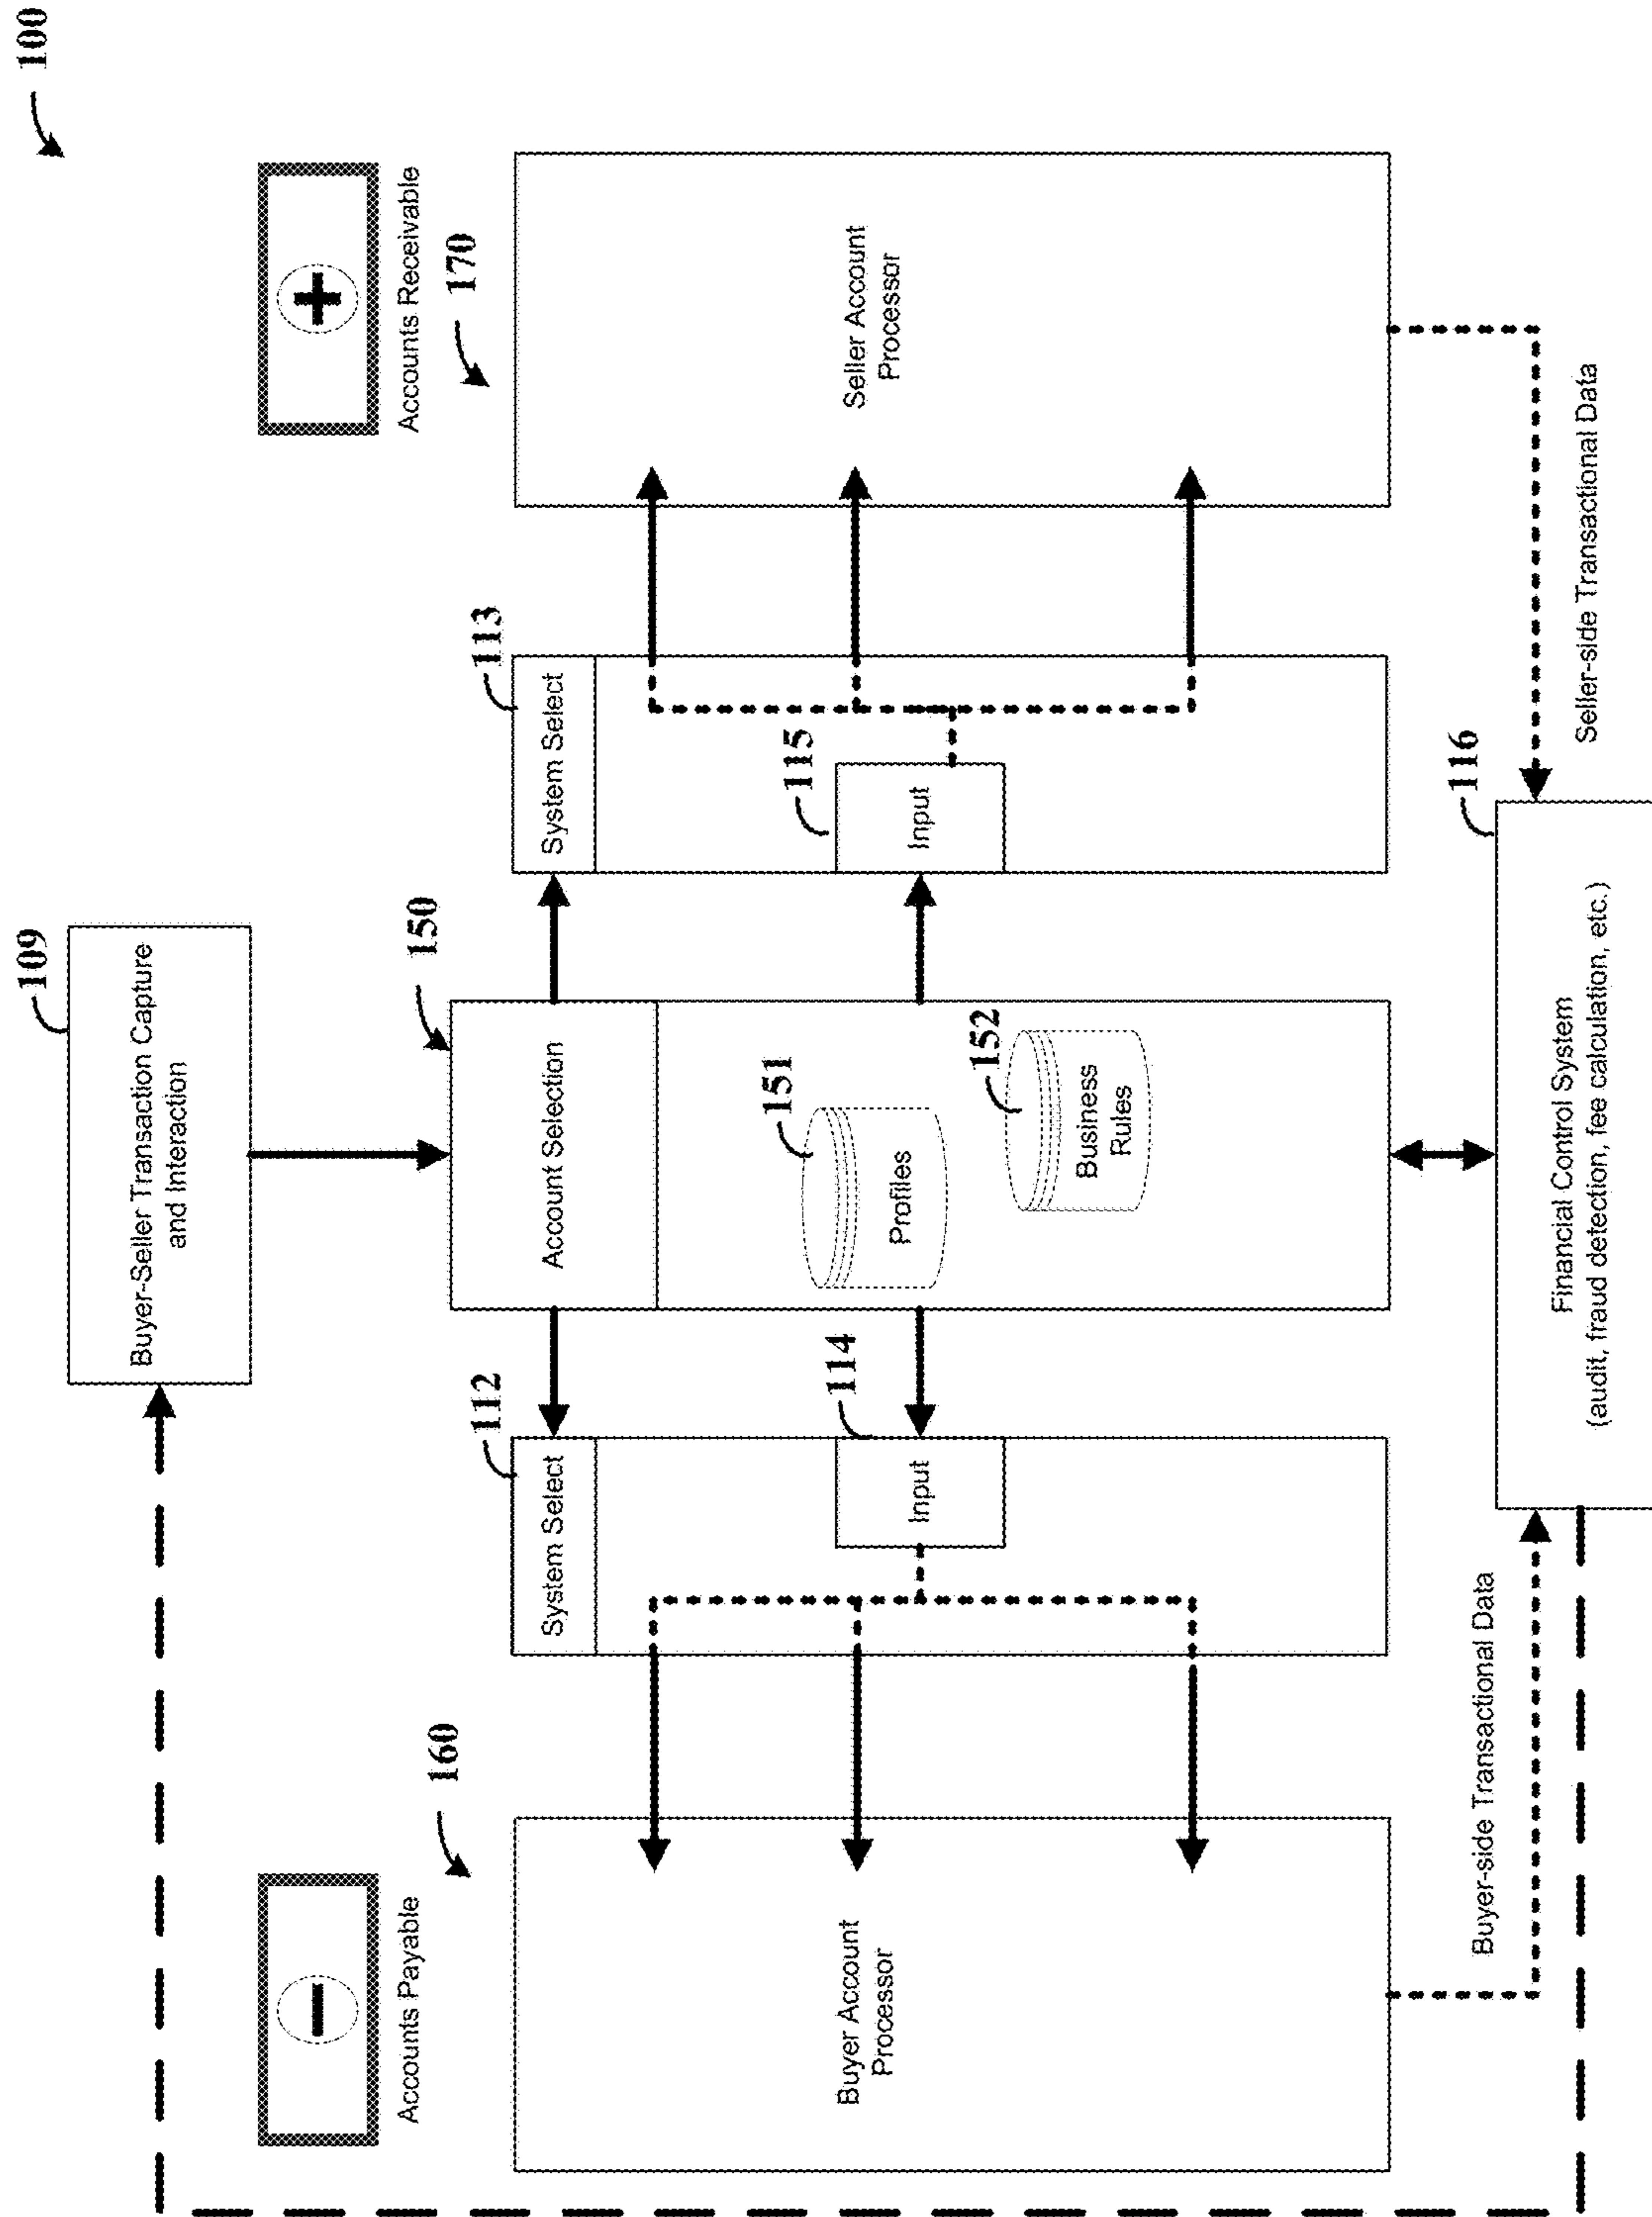 100
109
Buyer-Seller Transaction Capture
and Interaction
Accounts Payable
Accounts Receivable
160
112
150
113
170
System Select
Account Selection
System Select
Buyer Account
Processor
114
Input
151
Profiles
152
Business
Rules
115
Input
Seller Account
Processor
Buyer-side Transactional Data
116
Financial Control System
(audit, fraud detection, fee calculation, etc.)
Seller-side Transactional Data